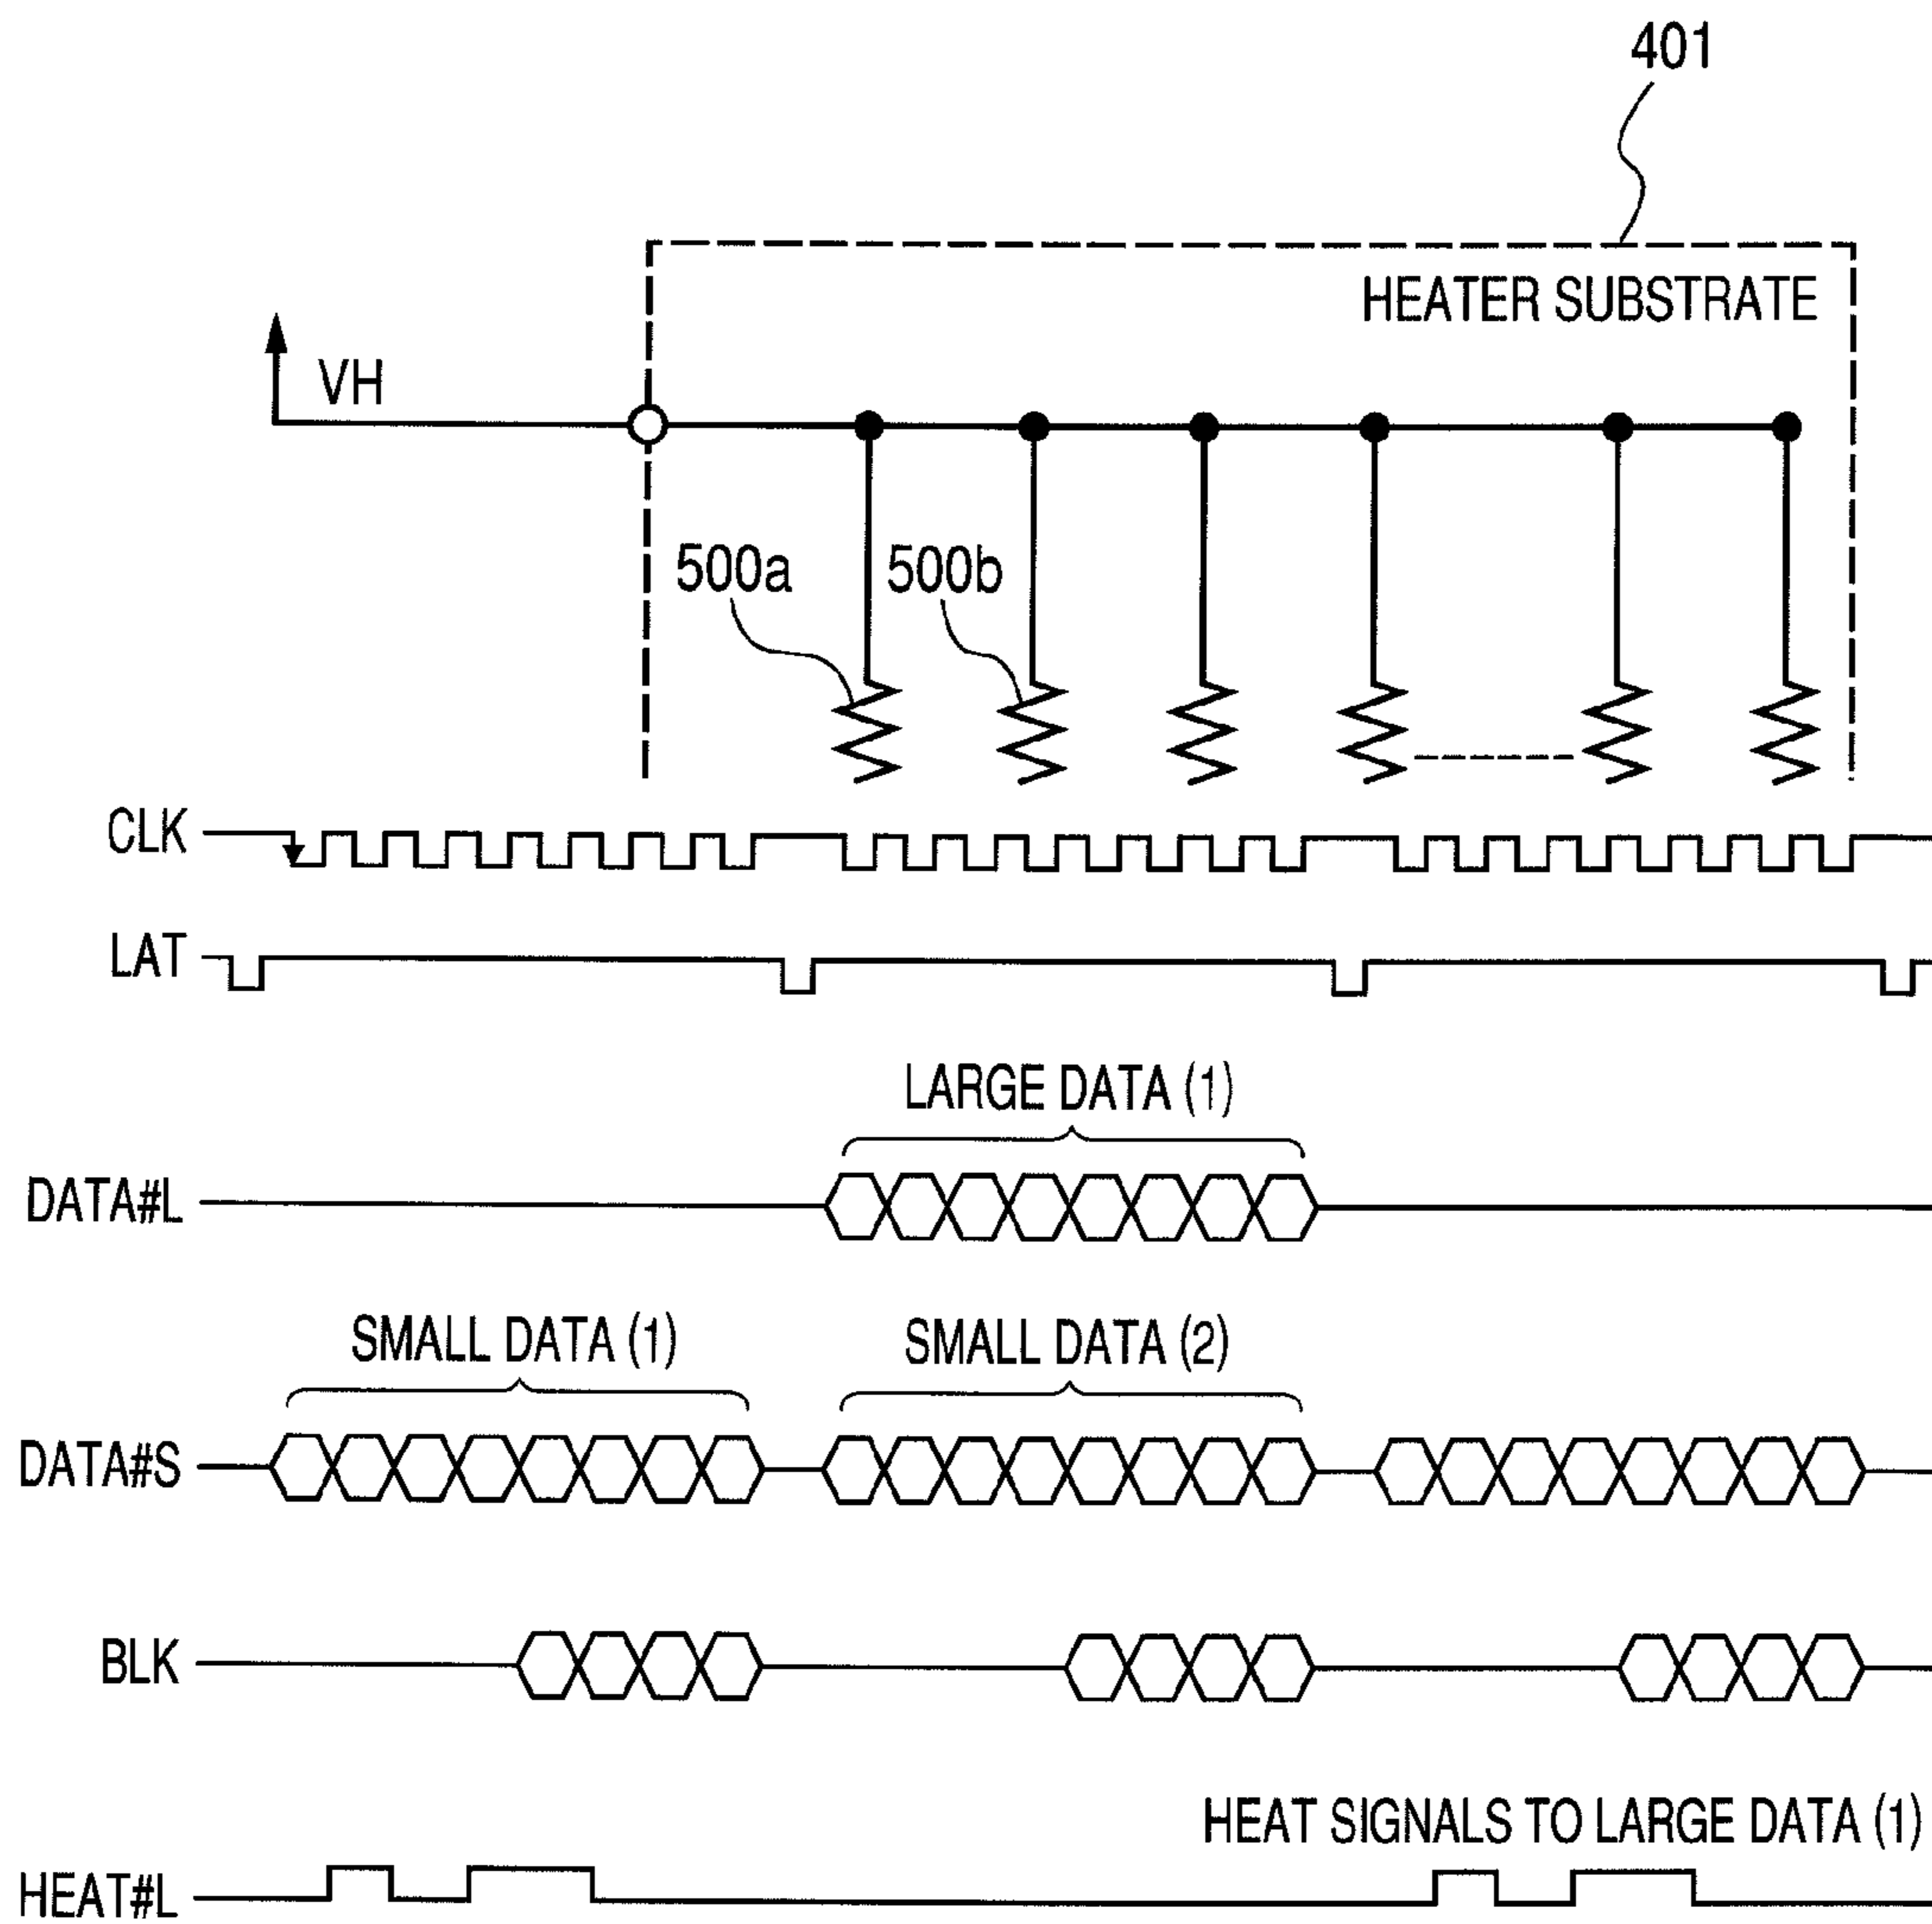 401
HEATER SUBSTRATE
VH
500a
500b
CLK
LAT
LARGE DATA (1)
DATA#L
SMALL DATA (1)
SMALL DATA (2)
DATA#S
BLK
HEAT SIGNALS TO LARGE DATA (1)
HEAT#L